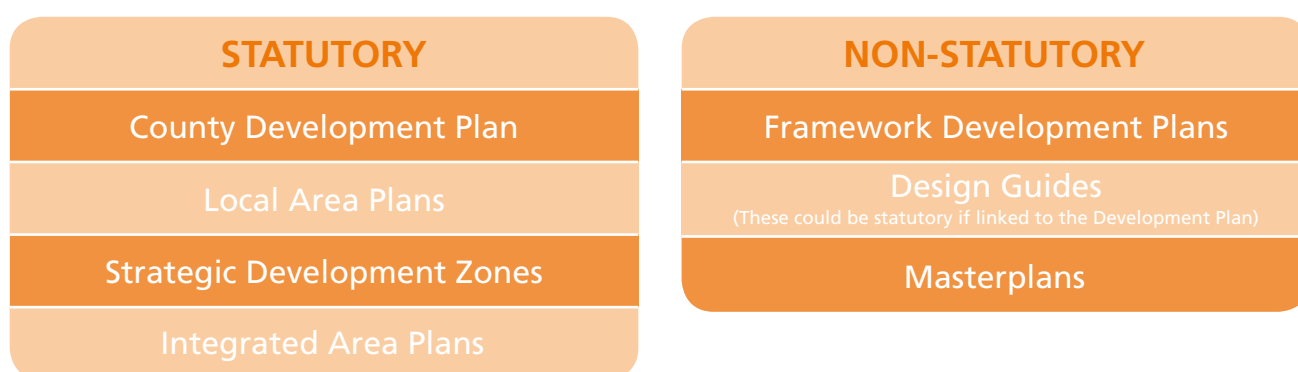 STATUTORY
County Development Plan
Local Area Plans
Strategic Development Zones
Integrated Area Plans
NON-STATUTORY
Framework Development Plans
Design Guides
(These could be statutory if linked to the Development Plan)
Masterplans